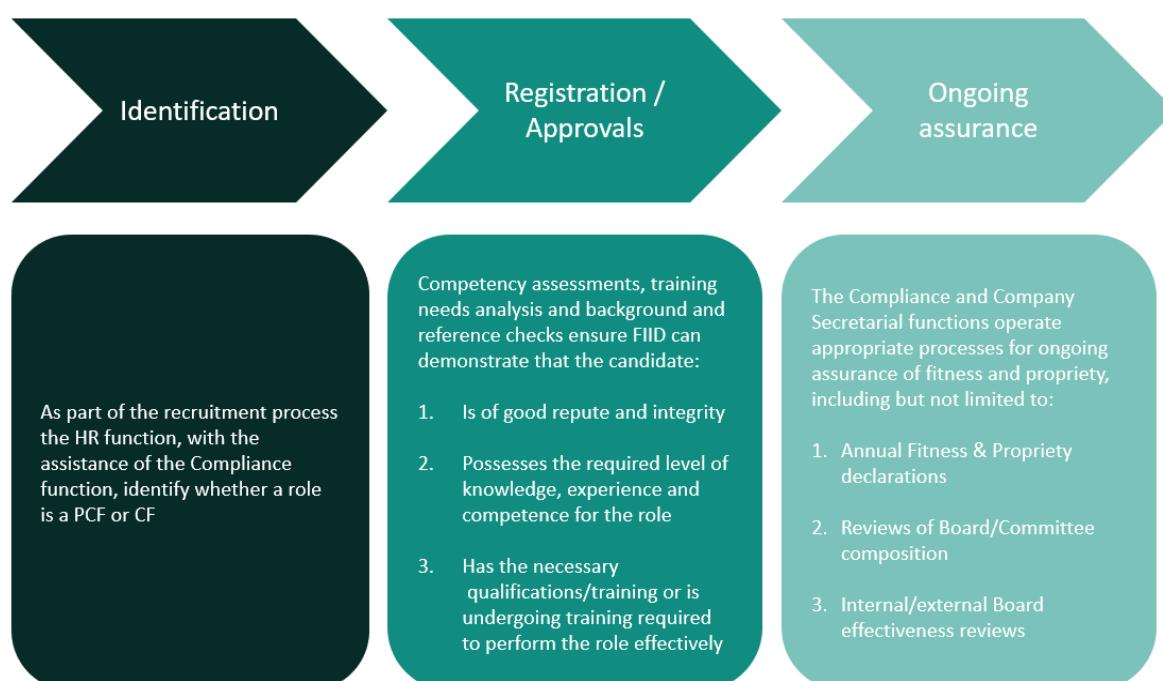 Identification
Registration /
Approvals
Ongoing
assurance
As part of the recruitment process
the HR function, with the
assistance of the Compliance
function, identify whether a role
is a PCF or CF
Competency assessments, training
needs analysis and background and
reference checks ensure FIID can
demonstrate that the candidate:
1. Is of good repute and integrity
2. Possesses the required level of
knowledge, experience and
competence for the role
3. Has the necessary
qualifications/training or is
undergoing training required
to perform the role effectively
The Compliance and Company
Secretarial functions operate
appropriate processes for ongoing
assurance of fitness and propriety,
including but not limited to:
1. Annual Fitness & Propriety
declarations
2. Reviews of Board/Committee
composition
3. Internal/external Board
effectiveness reviews